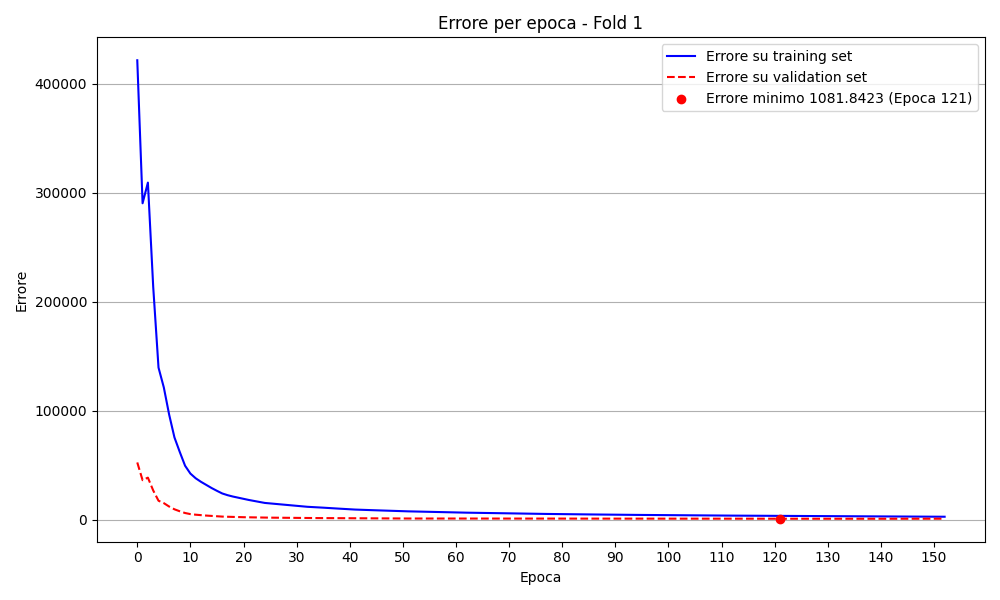 Errore per epoca - Fold 1
Errore su training set
Errore su validation set
Errore minimo 1081.8423 (Epoca 121)
400000
300000
200000
100000
0
Errore
0 10 20 30 40 50 60 70 80 90 100 110 120 130 140 150
Epoca